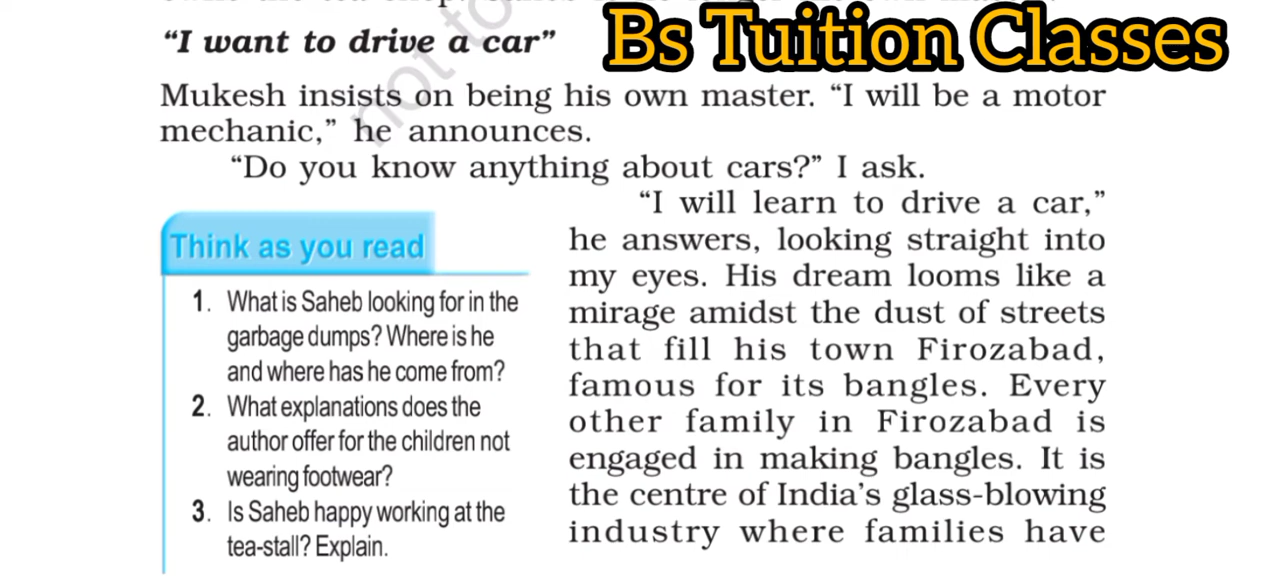 Bs Tuition Classes
"I want to drive a car"
Mukesh insists on being his own master. "I will be a motor
mechanic," he announces.
"Do you know anything about cars?" I ask.
"I will learn to drive a car,"
he answers, looking straight into
my eyes. His dream looms like a
mirage amidst the dust of streets
that fill his town Firozabad,
famous for its bangles. Every
other family in Firozabad is
engaged in making bangles. It is
the centre of India's glass-blowing
industry where families have
Think as you read
1. What is Saheb looking for in the
garbage dumps? Where is he
and where has he come from?
2. What explanations does the
author offer for the children not
wearing footwear?
3. Is Saheb happy working at the
tea-stall? Explain.
not to